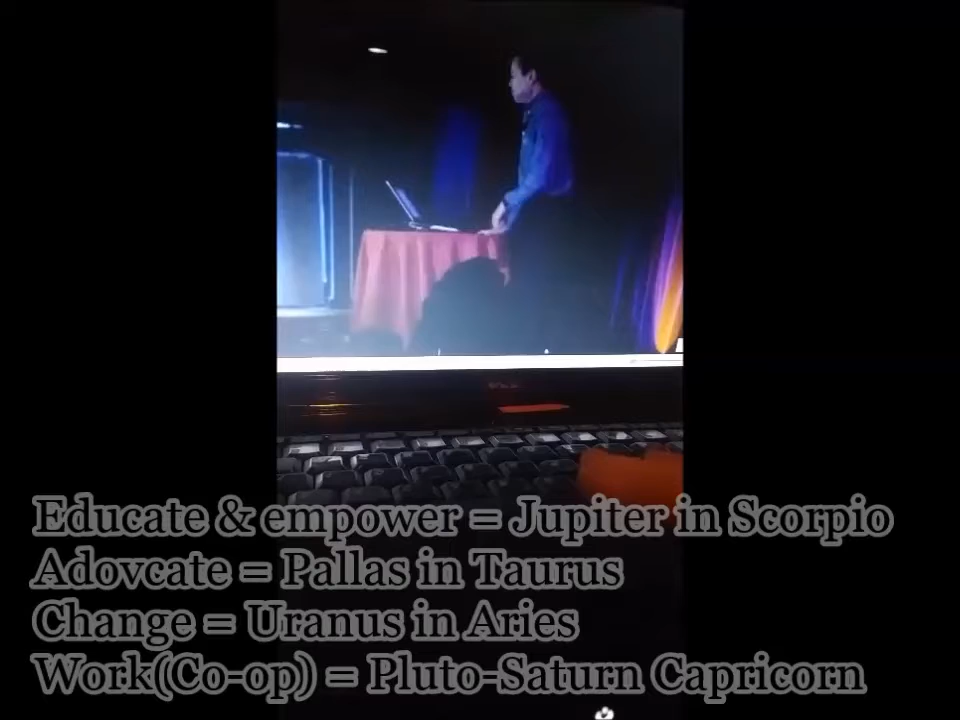 Educate & empower = Jupiter in Scorpio
Adovcate = Pallas in Taurus
Change = Uranus in Aries
Work(Co-op) = Pluto-Saturn Capricorn